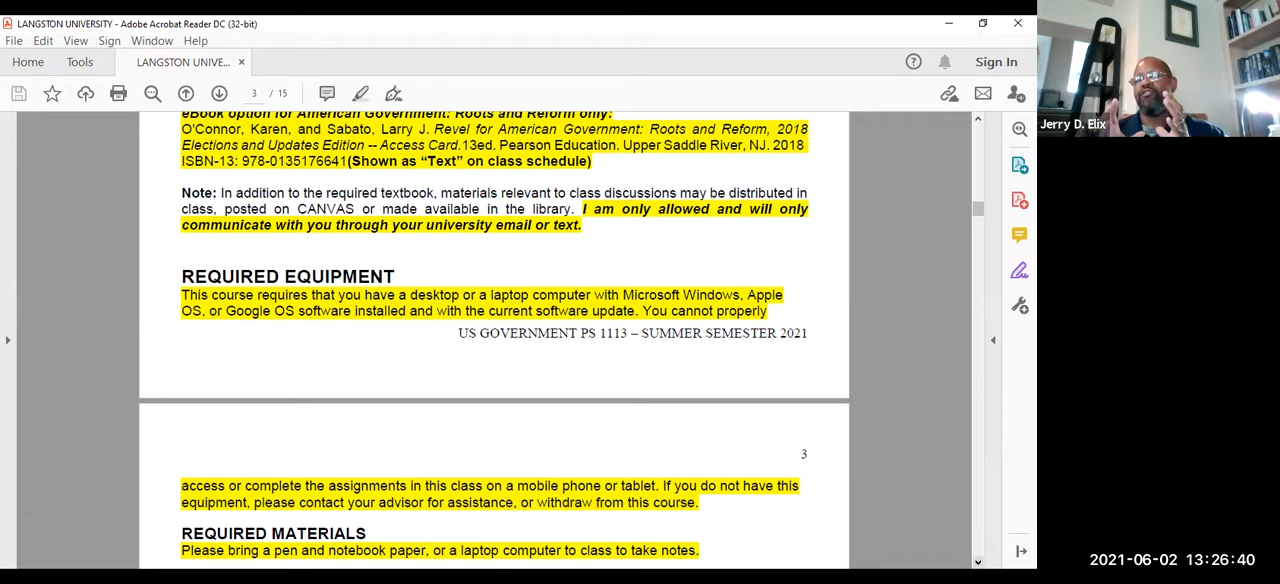 LANGSTON UNIVERSITY - Adobe Acrobat Reader DC (32-bit)
File Edit View Sign Window Help
Home Tools LANGSTON UNIVE... × Sign In
3 / 15
eBook option for American Government: Roots and Reform only:
O'Connor, Karen, and Sabato, Larry J. Revel for American Government: Roots and Reform, 2018
Elections and Updates Edition -- Access Card.13ed. Pearson Education. Upper Saddle River, NJ. 2018
ISBN-13: 978-0135176641(Shown as “Text” on class schedule)
Note: In addition to the required textbook, materials relevant to class discussions may be distributed in
class, posted on CANVAS or made available in the library. I am only allowed and will only
communicate with you through your university email or text.
REQUIRED EQUIPMENT
This course requires that you have a desktop or a laptop computer with Microsoft Windows, Apple
OS, or Google OS software installed and with the current software update. You cannot properly
US GOVERNMENT PS 1113 – SUMMER SEMESTER 2021
3
access or complete the assignments in this class on a mobile phone or tablet. If you do not have this
equipment, please contact your advisor for assistance, or withdraw from this course.
REQUIRED MATERIALS
Please bring a pen and notebook paper, or a laptop computer to class to take notes.
Jerry D. Elix
2021-06-02 13:26:40